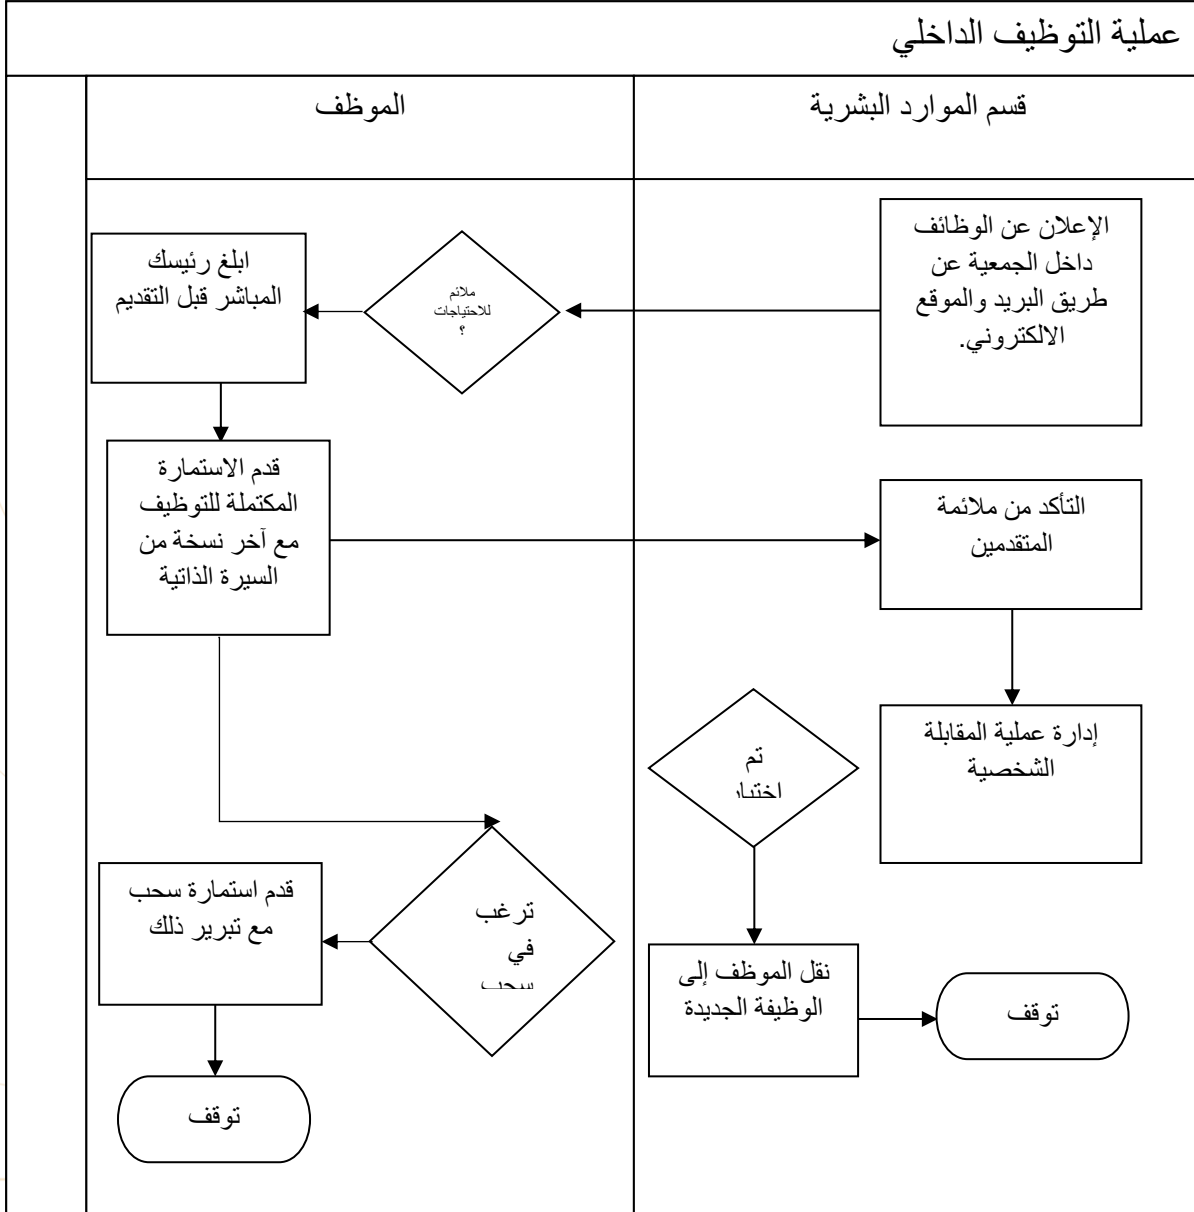 عملية التوظيف الداخلي
قسم الموارد البشرية
الموظف
الإعلان عن الوظائف
داخل الجمعية عن
طريق البريد والموقع
الالكتروني.
ملائم
للاحتياجات
؟
ابلغ رئيسك
المباشر قبل التقديم
قدم الاستمارة
المكتملة للتوظيف
مع آخر نسخة من
السيرة الذاتية
التأكد من ملائمة
المتقدمين
إدارة عملية المقابلة
الشخصية
تم
ترغب
في
قدم استمارة سحب
مع تبرير ذلك
نقل الموظف إلى
الوظيفة الجديدة
توقف
توقف